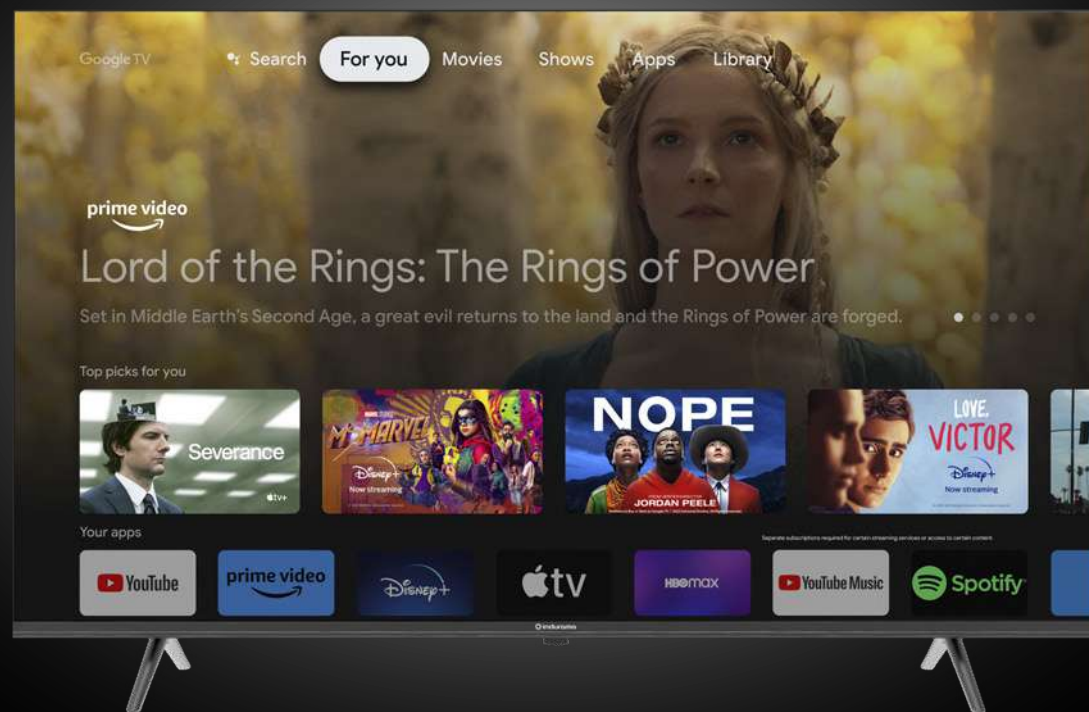 Google TV
Search
For you
Movies
Shows
Apps
Library
prime video
Lord of the Rings: The Rings of Power
Set in Middle Earth's Second Age, a great evil returns to the land and the Rings of Power are forged.
Top picks for you
Severance
tv+
MARVEL STUDIOS
MS. MARVEL
Disney+
Now streaming
NOPE
JORDAN PEELE
LOVE,
VICTOR
Disney+
Now streaming
Your apps
Separate subscriptions required for certain streaming services or access to certain content.
YouTube
prime video
Disney+
tv
HBOmax
YouTube Music
Spotify
indurama